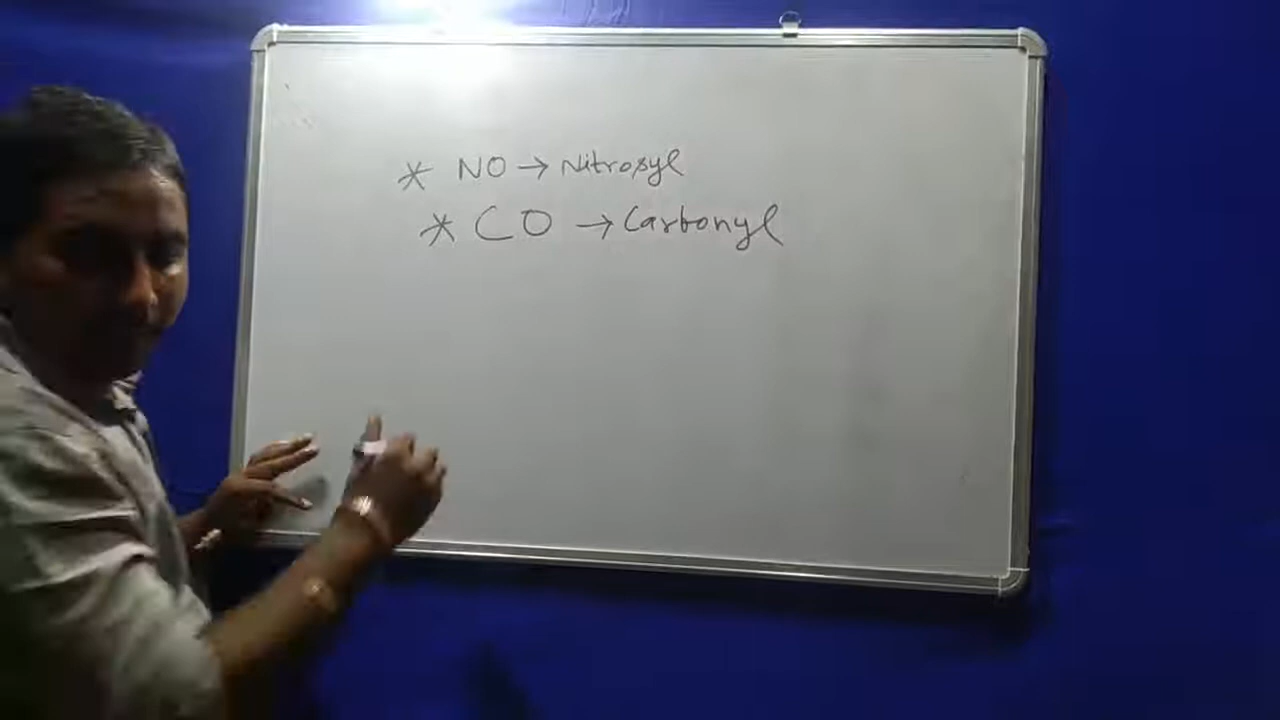 * NO → Nitrosyl
* CO → Carbonyl